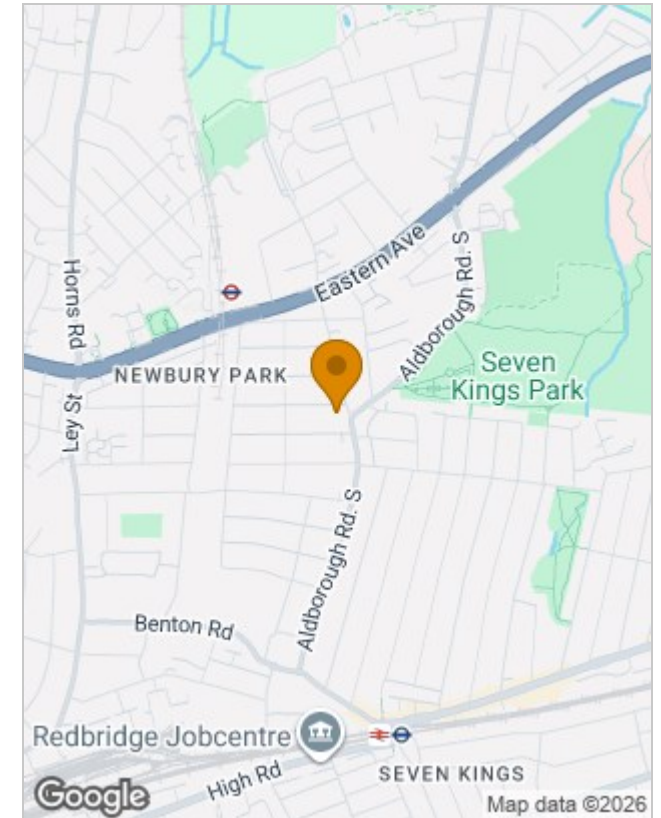 Eastern Ave
Horns Rd
Aldborough Rd. S
NEWBURY PARK
Seven
Kings Park
Ley St
Aldborough Rd. S
Benton Rd
Redbridge Jobcentre
High Rd
SEVEN KINGS
Google
Map data ©2026